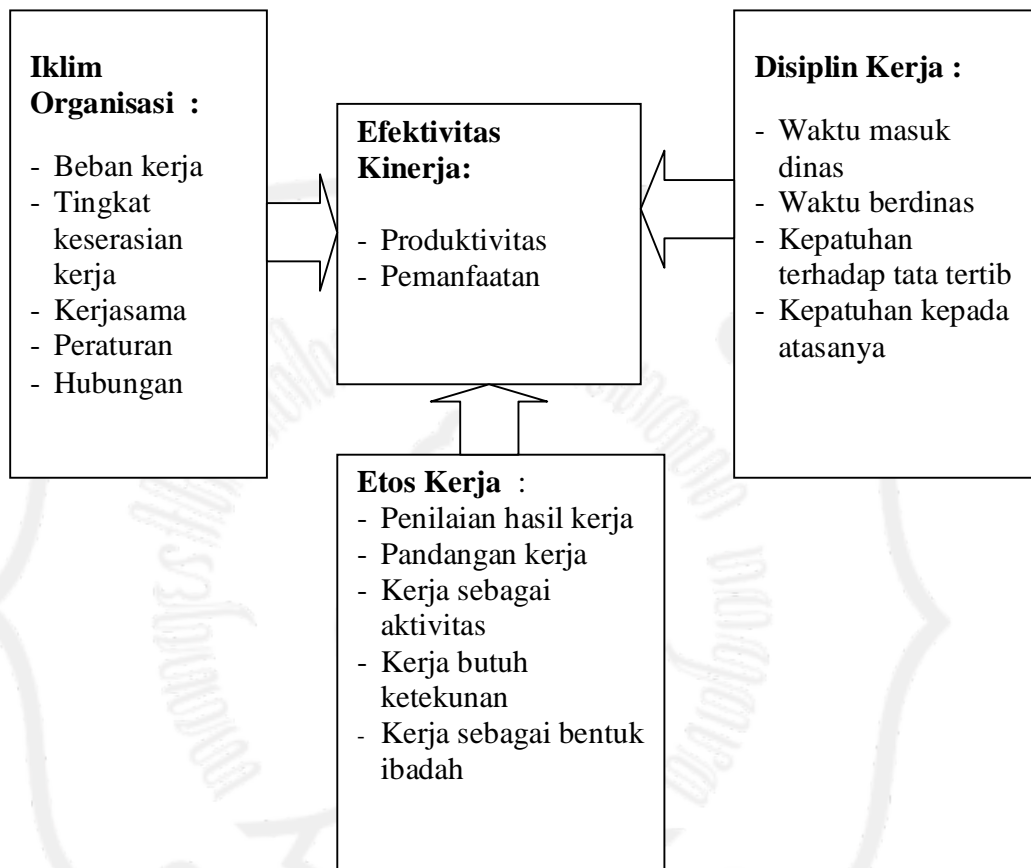 Iklim
Organisasi :
- Beban kerja
- Tingkat
keserasian
kerja
- Kerjasama
- Peraturan
- Hubungan
Efektivitas
Kinerja:
- Produktivitas
- Pemanfaatan
Disiplin Kerja :
- Waktu masuk
dinas
- Waktu berdinas
- Kepatuhan
terhadap tata tertib
- Kepatuhan kepada
atasanya
Etos Kerja :
- Penilaian hasil kerja
- Pandangan kerja
- Kerja sebagai
aktivitas
- Kerja butuh
ketekunan
- Kerja sebagai bentuk
ibadah